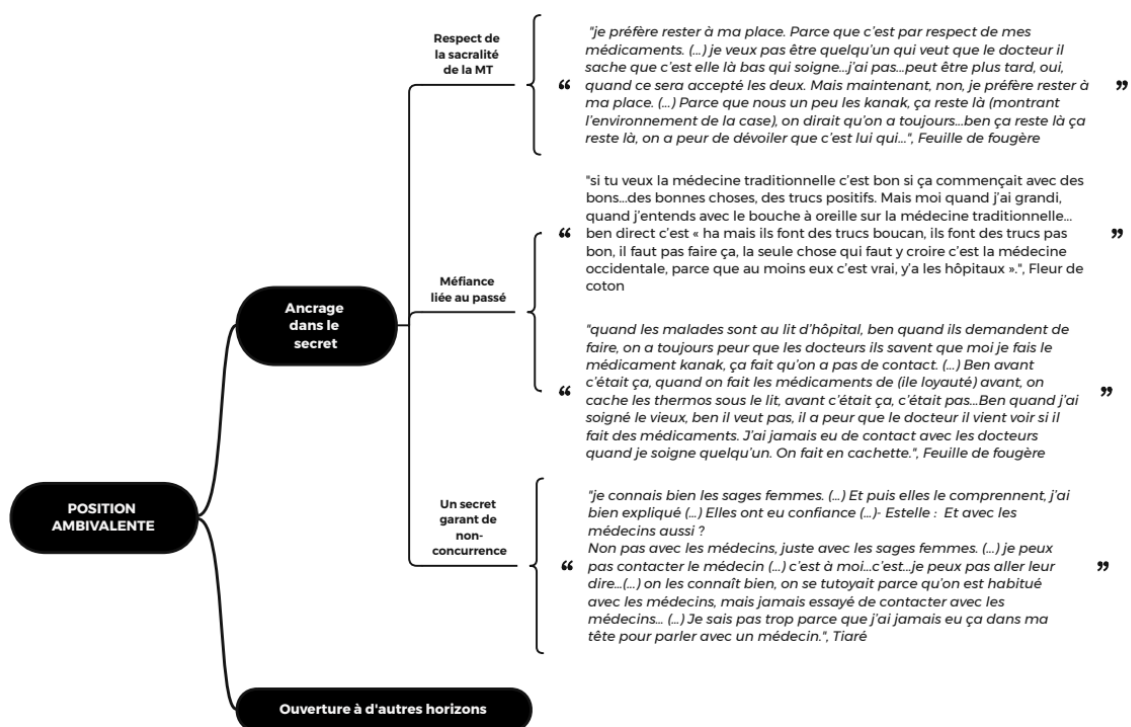 POSITION
AMBIVALENTE
Ancrage
dans le
secret
Respect de
la sacralité
de la MT
"je préfère rester à ma place. Parce que c'est par respect de mes
médicaments. (...) je veux pas être quelqu'un qui veut que le docteur il
sache que c'est elle là bas qui soigne...j'ai pas...peut être plus tard, oui,
“ quand ce sera accepté les deux. Mais maintenant, non, je préfère rester à ”
ma place. (...) Parce que nous un peu les kanak, ça reste là (montrant
l'environnement de la case), on dirait qu'on a toujours...ben ça reste là ça
reste là, on a peur de dévoiler que c'est lui qui...", Feuille de fougère
Méfiance
liée au passé
"si tu veux la médecine traditionnelle c'est bon si ça commençait avec des
bons...des bonnes choses, des trucs positifs. Mais moi quand j'ai grandi,
quand j'entends avec le bouche à oreille sur la médecine traditionnelle...
“ ben direct c'est « ha mais ils font des trucs boucan, ils font des trucs pas ”
bon, il faut pas faire ça, la seule chose qui faut y croire c'est la médecine
occidentale, parce que au moins eux c'est vrai, y'a les hôpitaux ».", Fleur de
coton
"quand les malades sont au lit d'hôpital, ben quand ils demandent de
faire, on a toujours peur que les docteurs ils savent que moi je fais le
médicament kanak, ça fait qu'on a pas de contact. (...) Ben avant
c'était ça, quand on fait les médicaments de (ile loyauté) avant, on
“ cache les thermos sous le lit, avant c'était ça, c'était pas...Ben quand j'ai ”
soigné le vieux, ben il veut pas, il a peur que le docteur il vient voir si il
fait des médicaments. J'ai jamais eu de contact avec les docteurs
quand je soigne quelqu'un. On fait en cachette.", Feuille de fougère
Un secret
garant de
non-
concurrence
"je connais bien les sages femmes. (...) Et puis elles le comprennent, j'ai
bien expliqué (...) Elles ont eu confiance (...)- Estelle : Et avec les
médecins aussi ?
Non pas avec les médecins, juste avec les sages femmes. (...) je peux
“ pas contacter le médecin (...) c'est à moi...c'est...je peux pas aller leur ”
dire...(...) on les connaît bien, on se tutoyait parce qu'on est habitué
avec les médecins, mais jamais essayé de contacter avec les
médecins... (...) Je sais pas trop parce que j'ai jamais eu ça dans ma
tête pour parler avec un médecin.", Tiaré
Ouverture à d'autres horizons